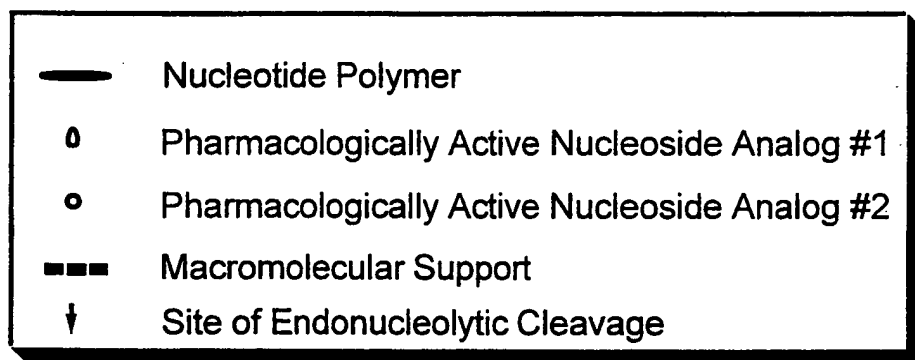 Nucleotide Polymer
Pharmacologically Active Nucleoside Analog #1
Pharmacologically Active Nucleoside Analog #2
Macromolecular Support
Site of Endonucleolytic Cleavage